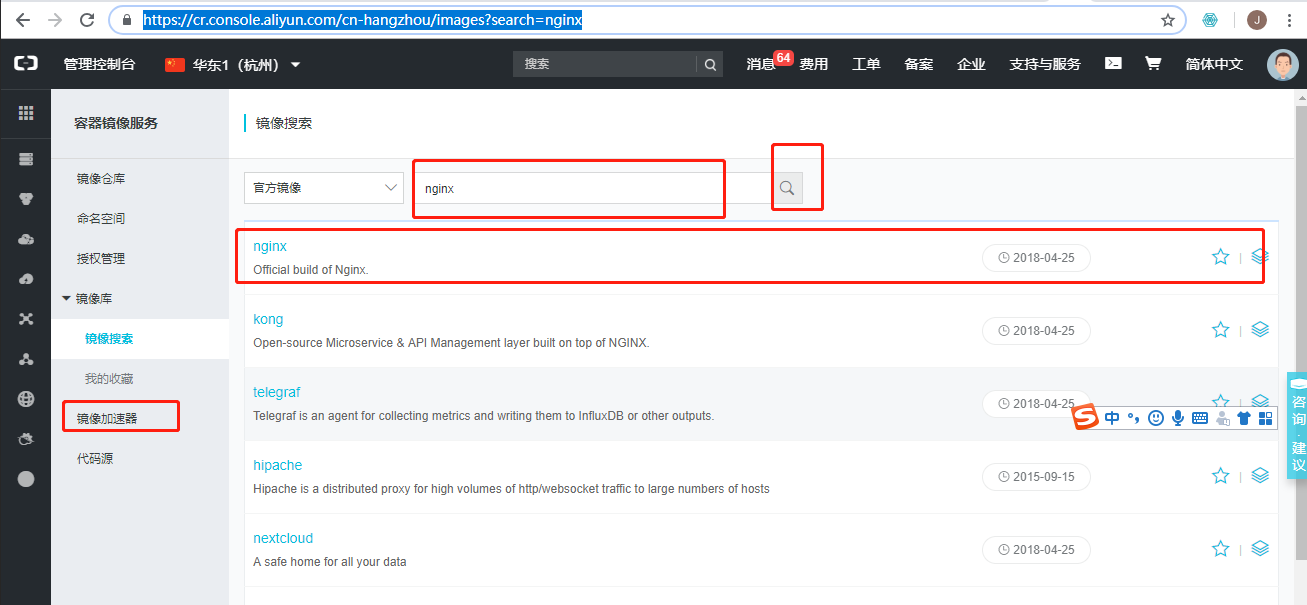 https://cr.console.aliyun.com/cn-hangzhou/images?search=nginx
J
管理控制台 华东1（杭州） 搜索 消息 64 费用 工单 备案 企业 支持与服务 简体中文
容器镜像服务
镜像仓库
命名空间
授权管理
镜像库
镜像搜索
我的收藏
镜像加速器
代码源
镜像搜索
官方镜像 nginx
nginx
Official build of Nginx.
2018-04-25
kong
Open-source Microservice & API Management layer built on top of NGINX.
2018-04-25
telegraf
Telegraf is an agent for collecting metrics and writing them to InfluxDB or other outputs.
2018-04-25
S 中
hipache
Hipache is a distributed proxy for high volumes of http/websocket traffic to large numbers of hosts
2015-09-15
nextcloud
A safe home for all your data
2018-04-25
咨询·建议